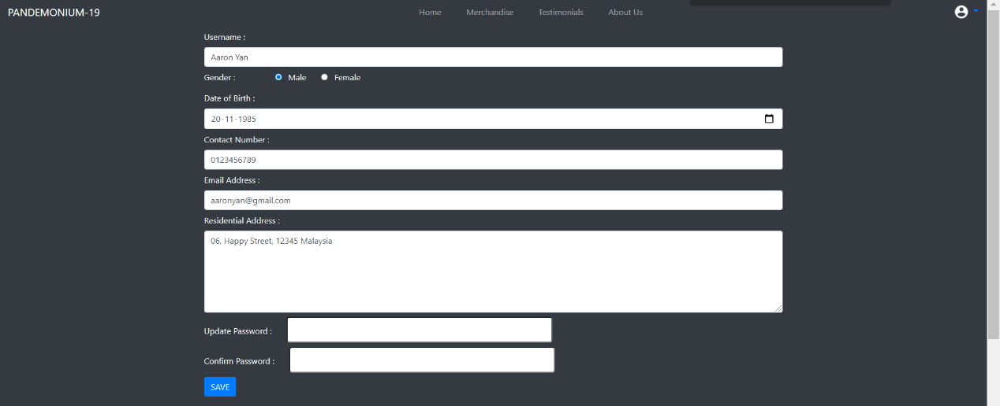 PANDEMONIUM-19 Home Merchandise Testimonials About Us
Username :
Aaron Yan
Gender : Male Female
Date of Birth :
20-11-1985
Contact Number :
0123456789
Email Address :
aaronyan@gmail.com
Residential Address :
06, Happy Street, 12345 Malaysia
Update Password :
Confirm Password :
SAVE